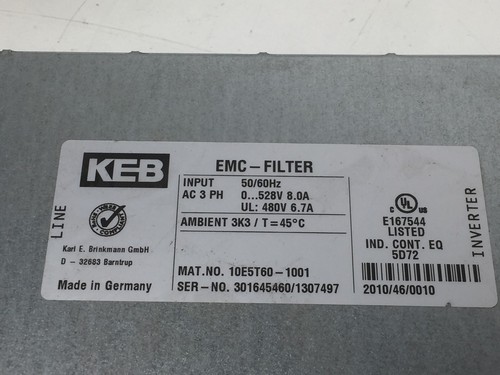 KEB
EMC-FILTER
INPUT 50/60Hz
AC 3 PH 0...528V 8.0A
UL: 480V 6.7A
AMBIENT 3K3 / T=45°C
MAT.NO. 10E5T60-1001
SER-NO. 301645460/1307497
LINE
Karl E. Brinkmann GmbH
D - 32683 Barntrup
Made in Germany
c UL us
E167544
LISTED
IND. CONT. EQ
5D72
2010/46/0010
INVERTER